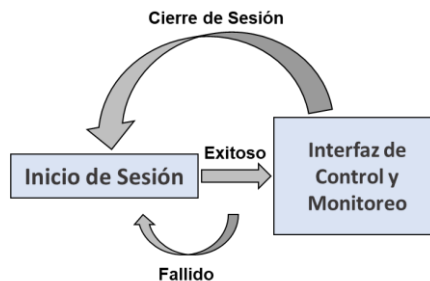 Cierre de Sesión
Inicio de Sesión
Exitoso
Interfaz de
Control y
Monitoreo
Fallido